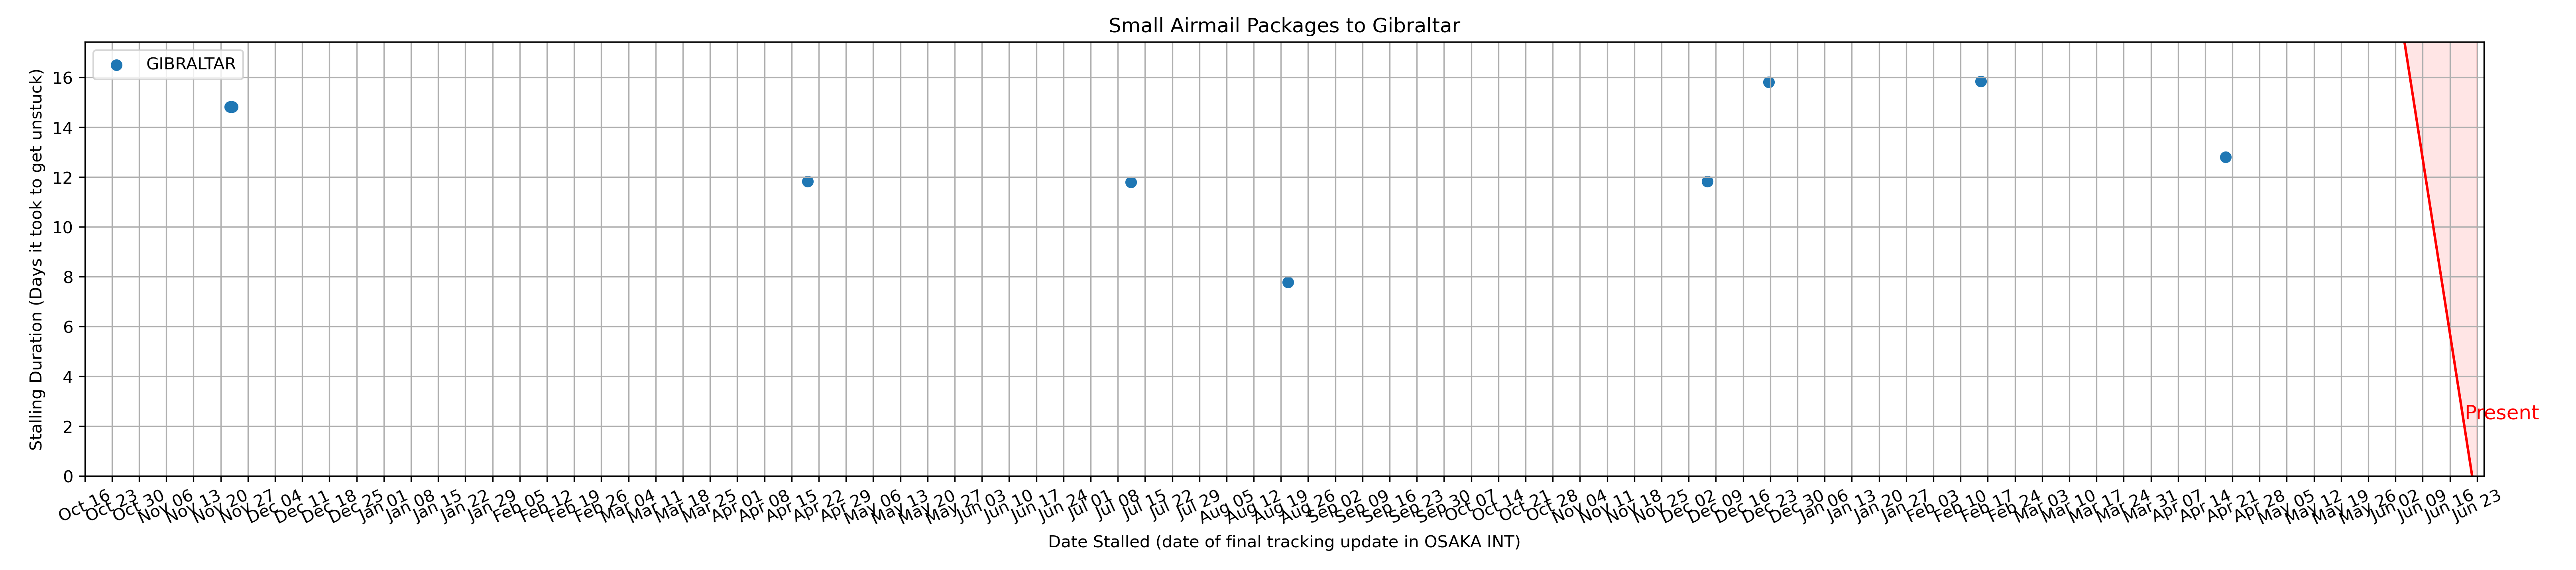 Small Airmail Packages to Gibraltar
GIBRALTAR
Stalling Duration (Days it took to get unstuck)
16
14
12
10
8
6
4
2
0
Present
Oct 16
Oct 23
Oct 30
Nov 06
Nov 13
Nov 20
Nov 27
Dec 04
Dec 11
Dec 18
Dec 25
Jan 01
Jan 08
Jan 15
Jan 22
Jan 29
Feb 05
Feb 12
Feb 19
Feb 26
Mar 04
Mar 11
Mar 18
Mar 25
Apr 01
Apr 08
Apr 15
Apr 22
Apr 29
May 06
May 13
May 20
May 27
Jun 03
Jun 10
Jun 17
Jun 24
Jul 01
Jul 08
Jul 15
Jul 22
Jul 29
Aug 05
Aug 12
Aug 19
Aug 26
Sep 02
Sep 09
Sep 16
Sep 23
Sep 30
Oct 07
Oct 14
Oct 21
Oct 28
Nov 04
Nov 11
Nov 18
Nov 25
Dec 02
Dec 09
Dec 16
Dec 23
Dec 30
Jan 06
Jan 13
Jan 20
Jan 27
Feb 03
Feb 10
Feb 17
Feb 24
Mar 03
Mar 10
Mar 17
Mar 24
Mar 31
Apr 07
Apr 14
Apr 21
Apr 28
May 05
May 12
May 19
May 26
Jun 02
Jun 09
Jun 16
Jun 23
Date Stalled (date of final tracking update in OSAKA INT)